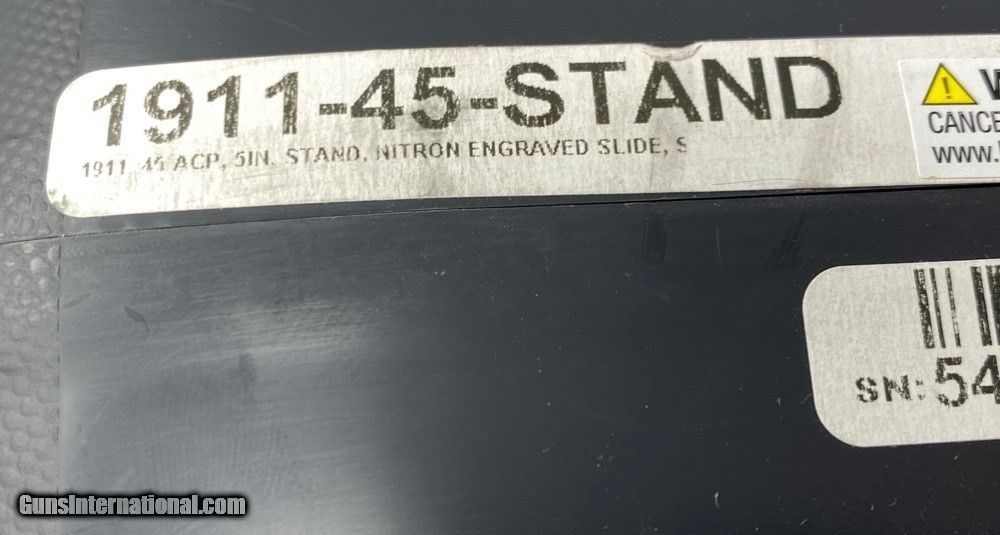 1911-45-STAND
1911 45 ACP, 5IN. STAND, NITRON ENGRAVED SLIDE, S
CANCE
www.
SN: 54
GunsInternational.com